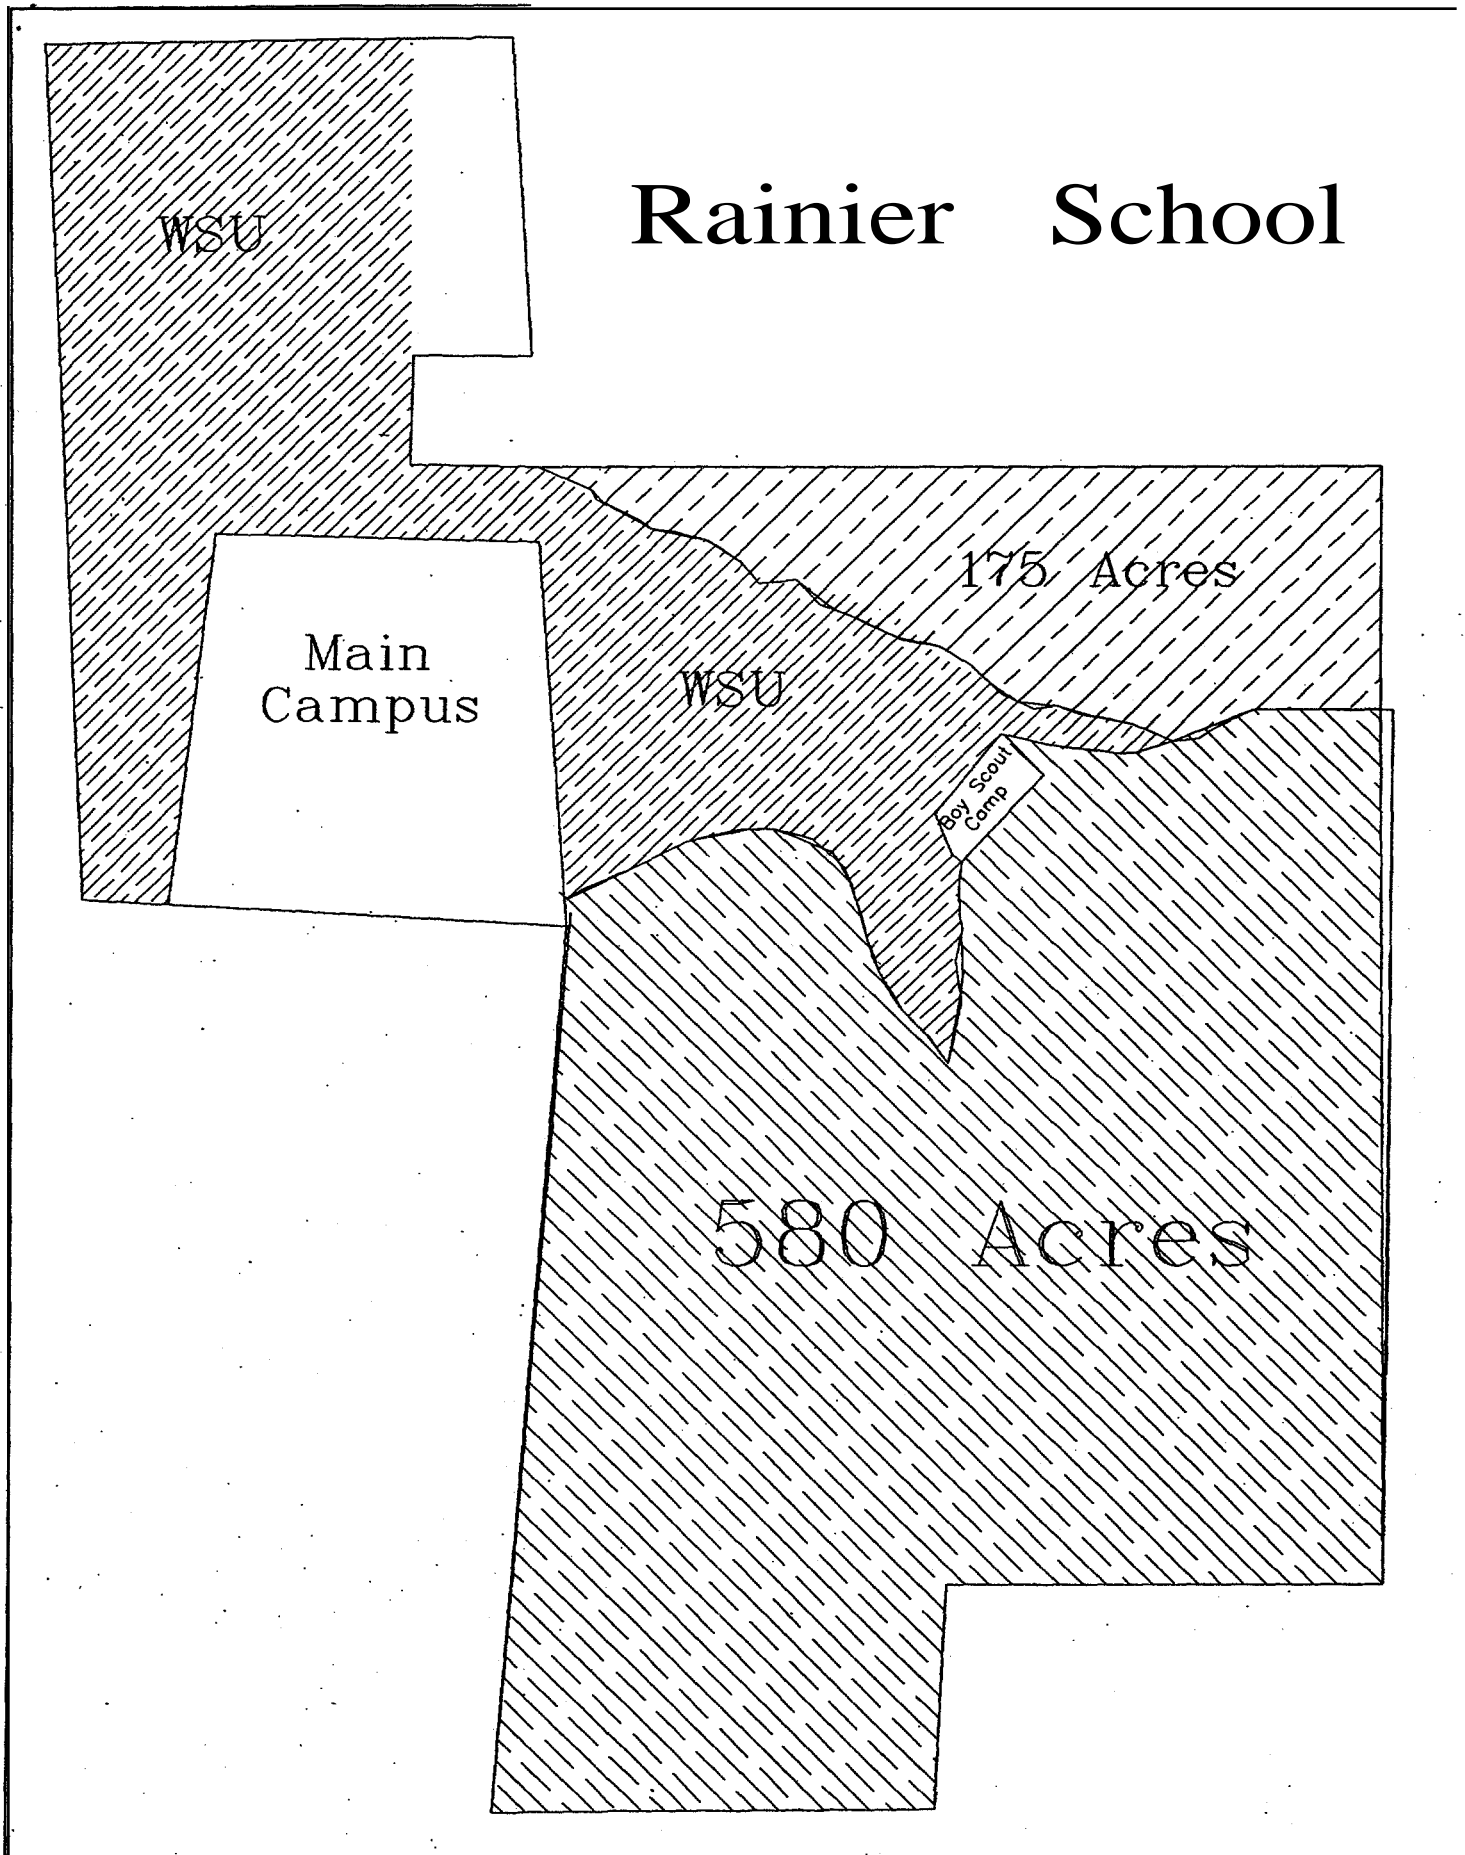 Rainier School
WSU
175 Acres
Main
Campus
WSU
Boy Scout
Camp
580 Acres